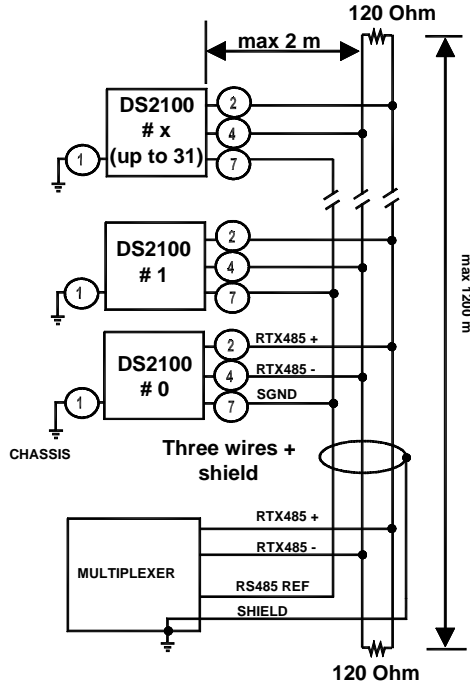 120 Ohm
max 2 m
DS2100
# x
(up to 31)
2
4
7
1
DS2100
# 1
2
4
7
1
max 1200 m
DS2100
# 0
2
4
7
1
RTX485 +
RTX485 -
SGND
CHASSIS
Three wires +
shield
MULTIPLEXER
RTX485 +
RTX485 -
RS485 REF
SHIELD
120 Ohm